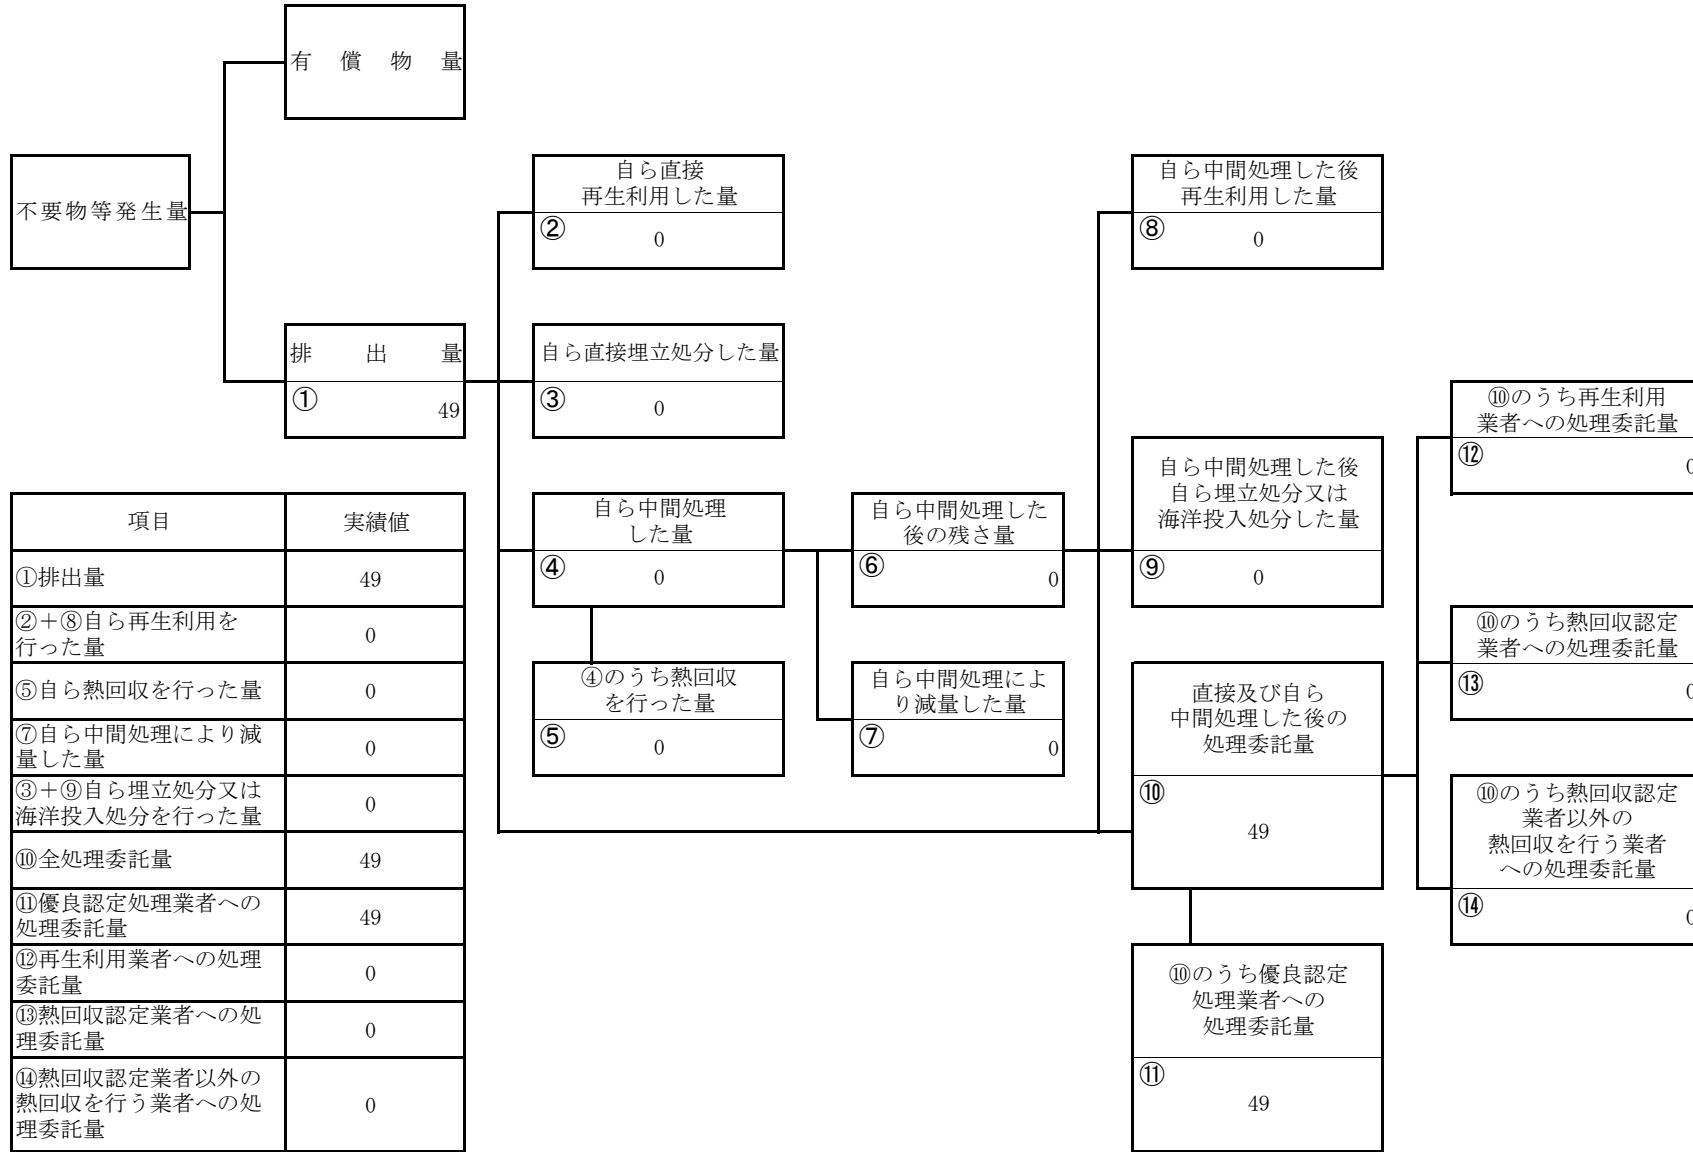 有償物量
不要物等発生量
排出量
①
49
自ら直接
再生利用した量
②
0
自ら直接埋立処分した量
③
0
自ら中間処理
した量
④
0
④のうち熱回収
を行った量
⑤
0
自ら中間処理した
後の残さ量
⑥
0
自ら中間処理によ
り減量した量
⑦
0
自ら中間処理した後
再生利用した量
⑧
0
自ら中間処理した後
自ら埋立処分又は
海洋投入処分した量
⑨
0
直接及び自ら
中間処理した後の
処理委託量
⑩
49
⑩のうち優良認定
処理業者への
処理委託量
⑪
49
⑩のうち再生利用
業者への処理委託量
⑫
0
⑩のうち熱回収認定
業者への処理委託量
⑬
0
⑩のうち熱回収認定
業者以外の
熱回収を行う業者
への処理委託量
⑭
0
項目 実績値
①排出量 49
②+⑧自ら再生利用を
行った量 0
⑤自ら熱回収を行った量 0
⑦自ら中間処理により減
量した量 0
③+⑨自ら埋立処分又は
海洋投入処分を行った量 0
⑩全処理委託量 49
⑪優良認定処理業者への
処理委託量 49
⑫再生利用業者への処理
委託量 0
⑬熱回収認定業者への処
理委託量 0
⑭熱回収認定業者以外の
熱回収を行う業者への処
理委託量 0